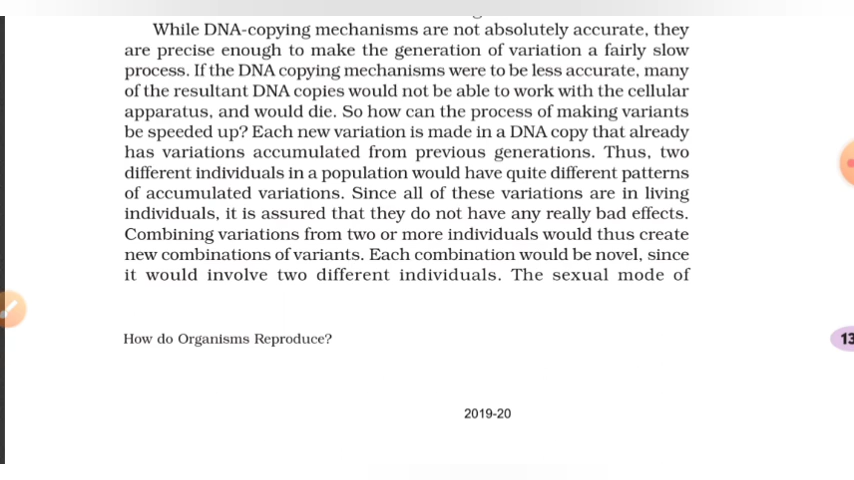 While DNA-copying mechanisms are not absolutely accurate, they
are precise enough to make the generation of variation a fairly slow
process. If the DNA copying mechanisms were to be less accurate, many
of the resultant DNA copies would not be able to work with the cellular
apparatus, and would die. So how can the process of making variants
be speeded up? Each new variation is made in a DNA copy that already
has variations accumulated from previous generations. Thus, two
different individuals in a population would have quite different patterns
of accumulated variations. Since all of these variations are in living
individuals, it is assured that they do not have any really bad effects.
Combining variations from two or more individuals would thus create
new combinations of variants. Each combination would be novel, since
it would involve two different individuals. The sexual mode of
How do Organisms Reproduce?
13
2019-20